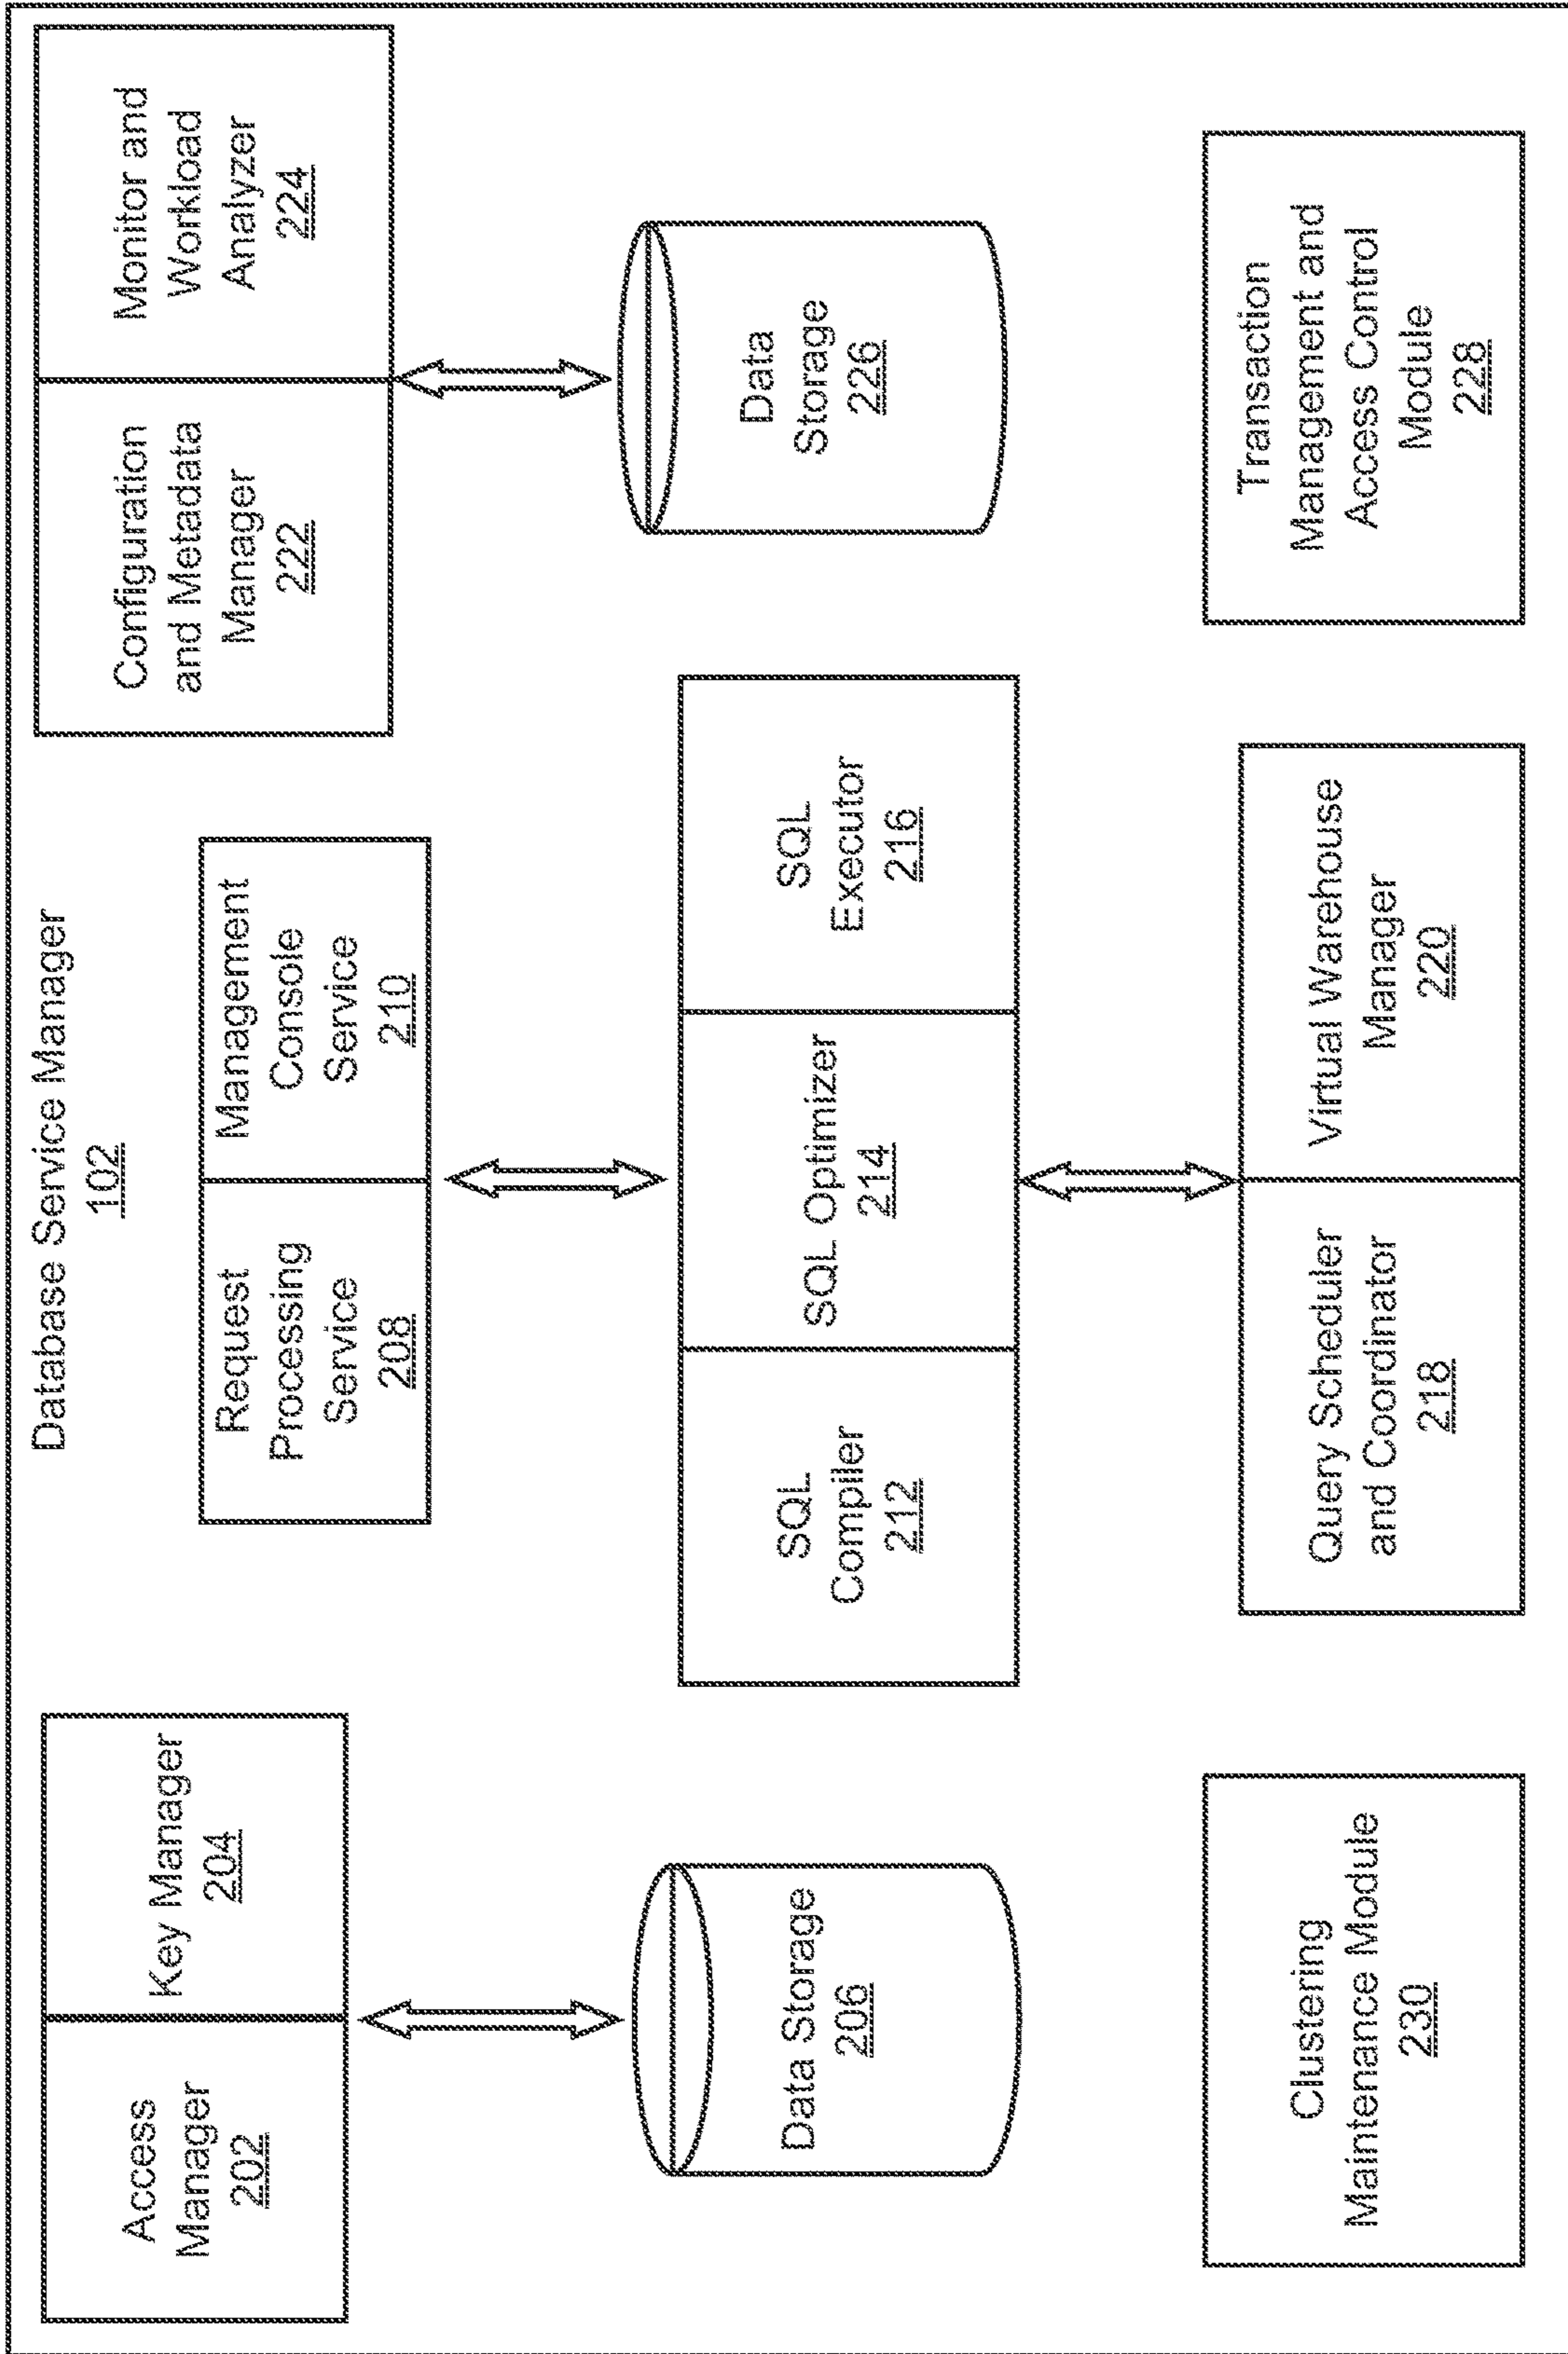 Database Service Manager
102
Access
Manager
202
Key Manager
204
Request
Processing
Service
208
Management
Console
Service
210
Configuration
and Metadata
Manager
222
Monitor and
Workload
Analyzer
224
Data Storage
206
SQL
Compiler
212
SQL Optimizer
214
SQL
Executor
216
Data
Storage
226
Clustering
Maintenance Module
230
Query Scheduler
and Coordinator
218
Virtual Warehouse
Manager
220
Transaction
Management and
Access Control
Module
228